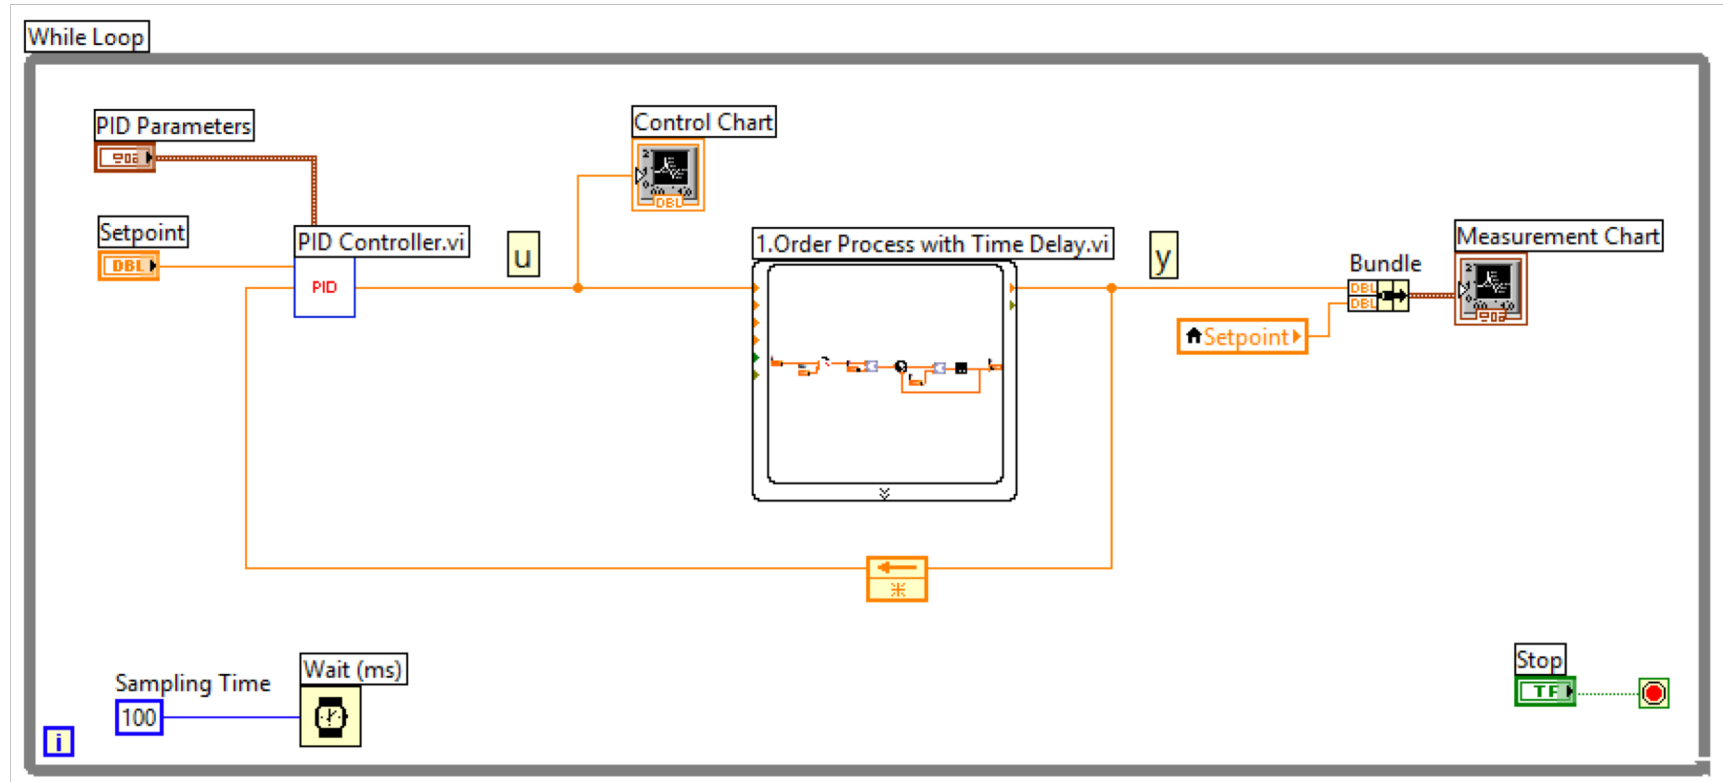 While Loop
PID Parameters
Control Chart
DBL
Setpoint
DBL
PID Controller.vi
PID
u
1.Order Process with Time Delay.vi
y
Measurement Chart
Bundle
DBL
DBL
Setpoint
Sampling Time
100
Wait (ms)
Stop
TF
i